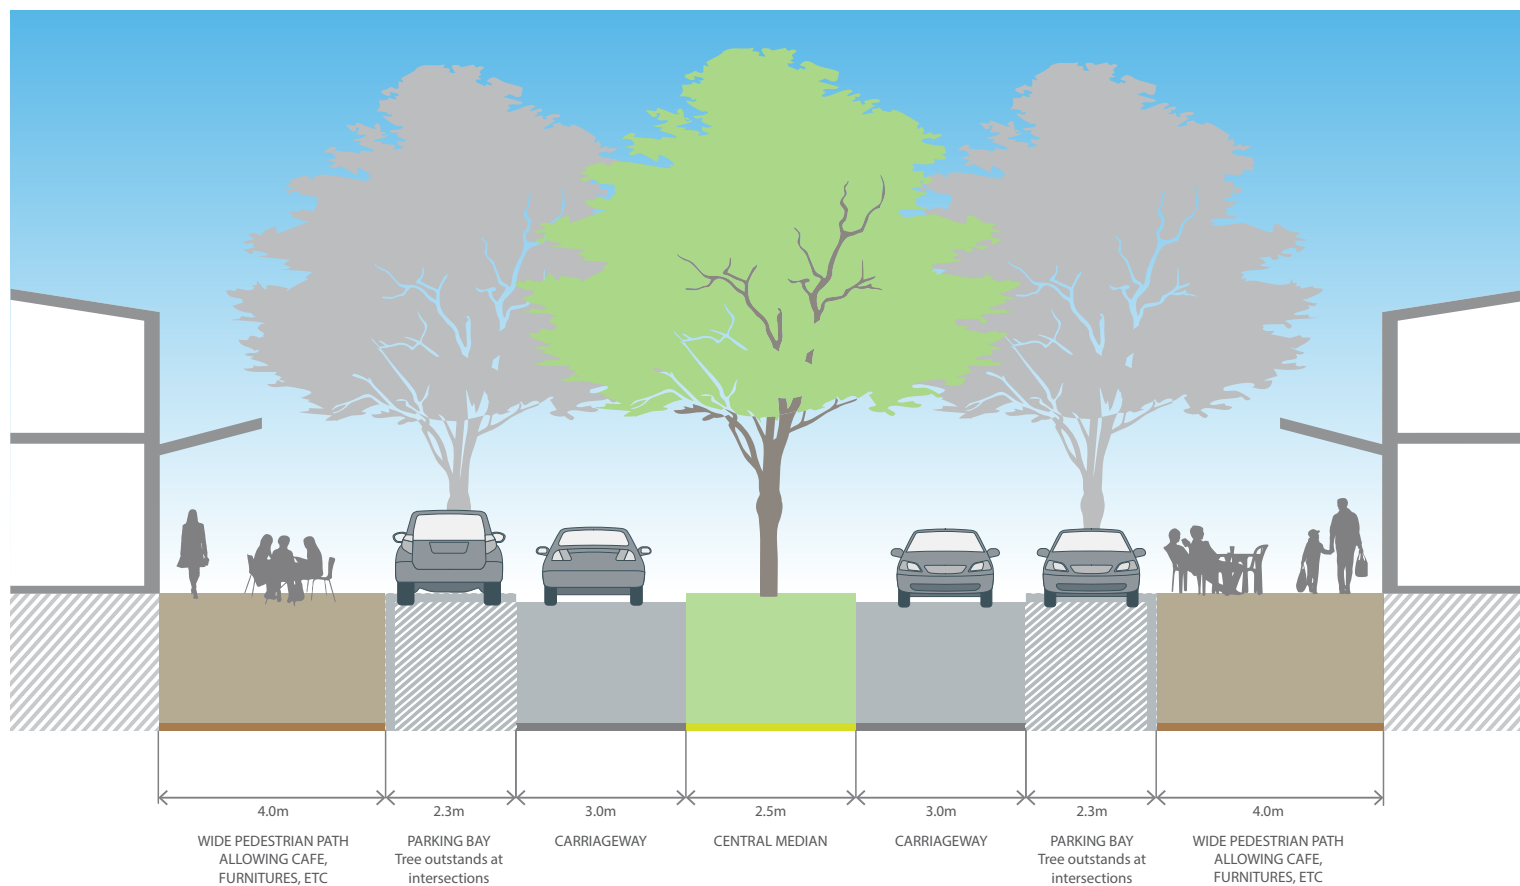 4.0m
2.3m
3.0m
2.5m
3.0m
2.3m
4.0m
WIDE PEDESTRIAN PATH
ALLOWING CAFE,
FURNITURES, ETC
PARKING BAY
Tree outstands at
intersections
CARRIAGEWAY
CENTRAL MEDIAN
CARRIAGEWAY
PARKING BAY
Tree outstands at
intersections
WIDE PEDESTRIAN PATH
ALLOWING CAFE,
FURNITURES, ETC